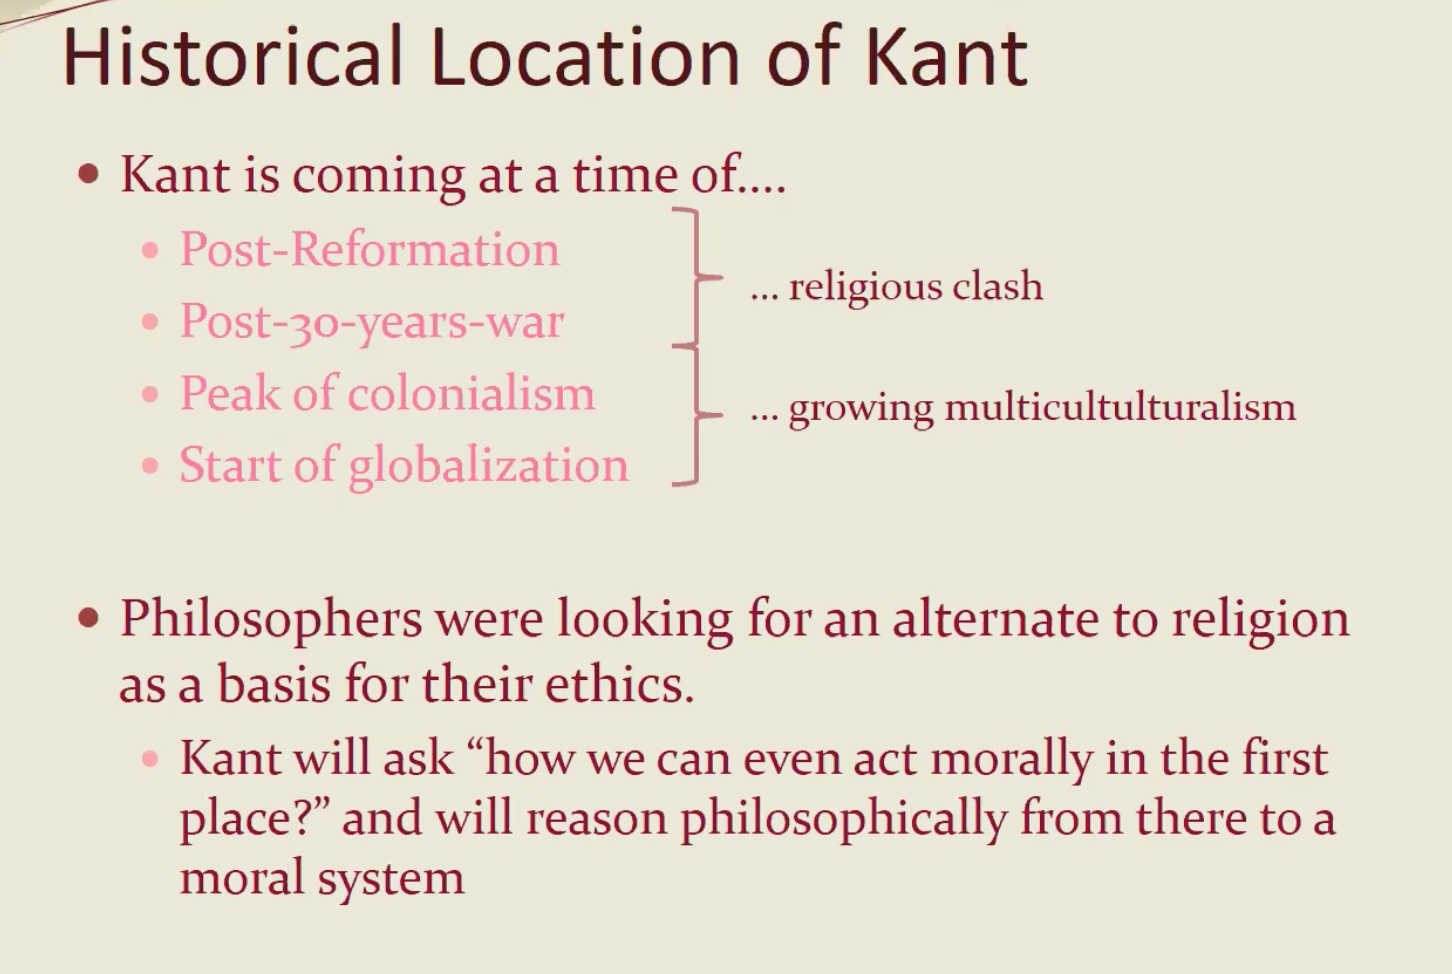 Historical Location of Kant
Kant is coming at a time of....
Post-Reformation
Post-30-years-war
Peak of colonialism
Start of globalization
... religious clash
... growing multicultulturalism
Philosophers were looking for an alternate to religion
as a basis for their ethics.
Kant will ask “how we can even act morally in the first
place?” and will reason philosophically from there to a
moral system